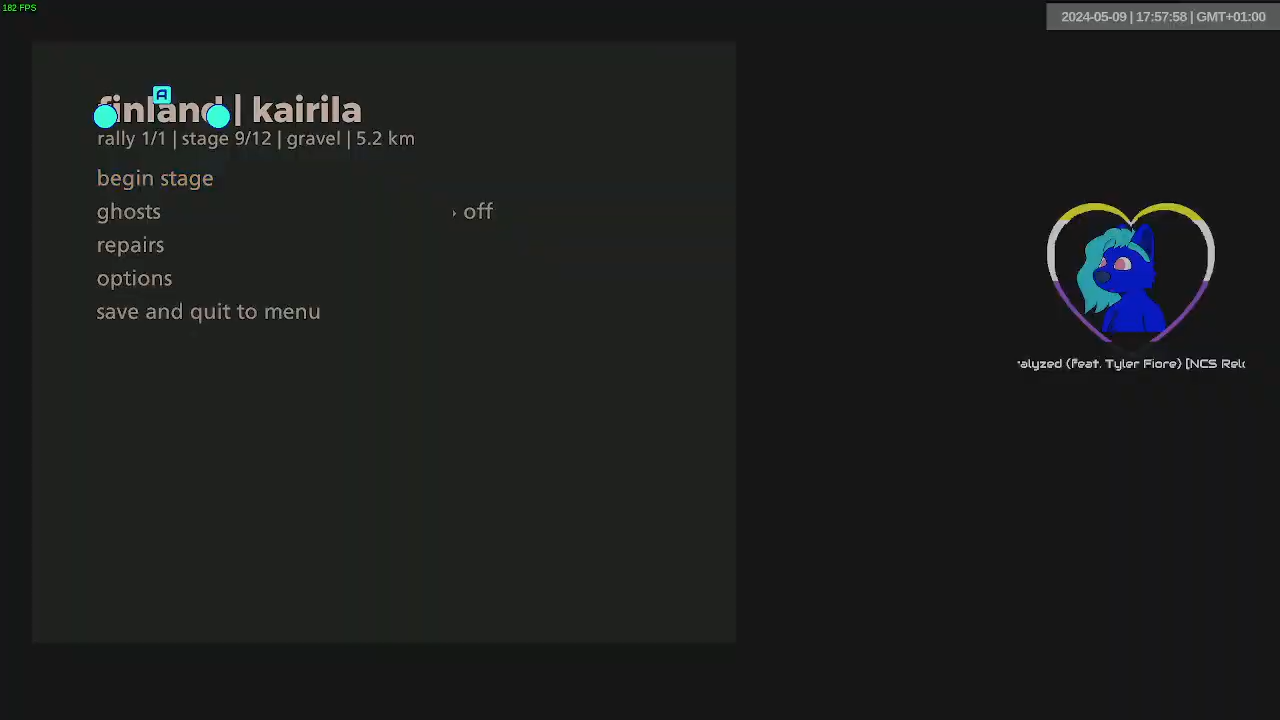 182 FPS
2024-05-09 | 17:57:58 | GMT+01:00
A
finland | kairila
rally 1/1 | stage 9/12 | gravel | 5.2 km
begin stage
ghosts › off
repairs
options
save and quit to menu
alyzed (feat. Tyler Fiore) [NCS Rel